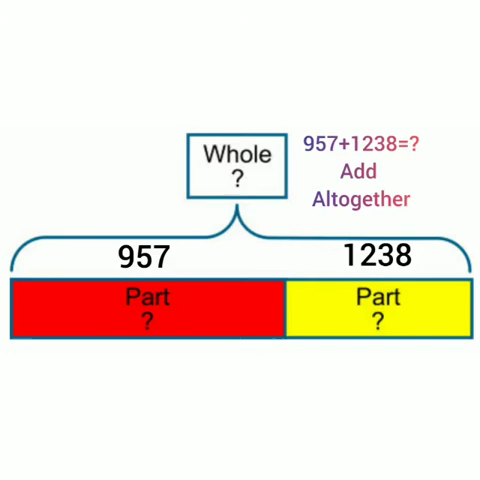 Whole
?
957+1238=?
Add
Altogether
957
1238
Part
?
Part
?